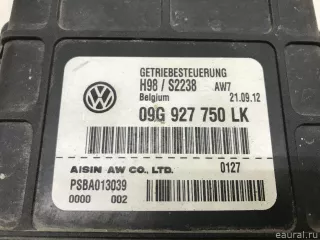 GETRIEBESTEUERUNG
H98 / S2238 AW7
Belgium 21.09.12
09G 927 750 LK
AISIN AW CO., LTD. 0127
PSBA013039
0000 002
eaural.ru